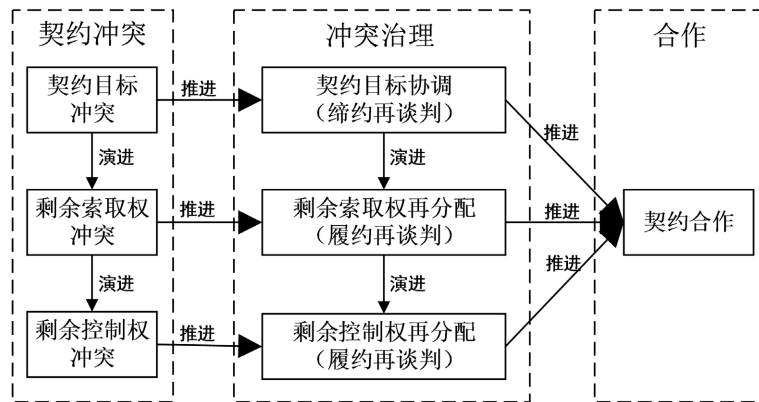 契约冲突
冲突治理
合作
契约目标
冲突
推进
契约目标协调
（缔约再谈判）
推进
演进
演进
剩余索取权
冲突
推进
剩余索取权再分配
（履约再谈判）
推进
契约合作
演进
演进
推进
剩余控制权
冲突
推进
剩余控制权再分配
（履约再谈判）